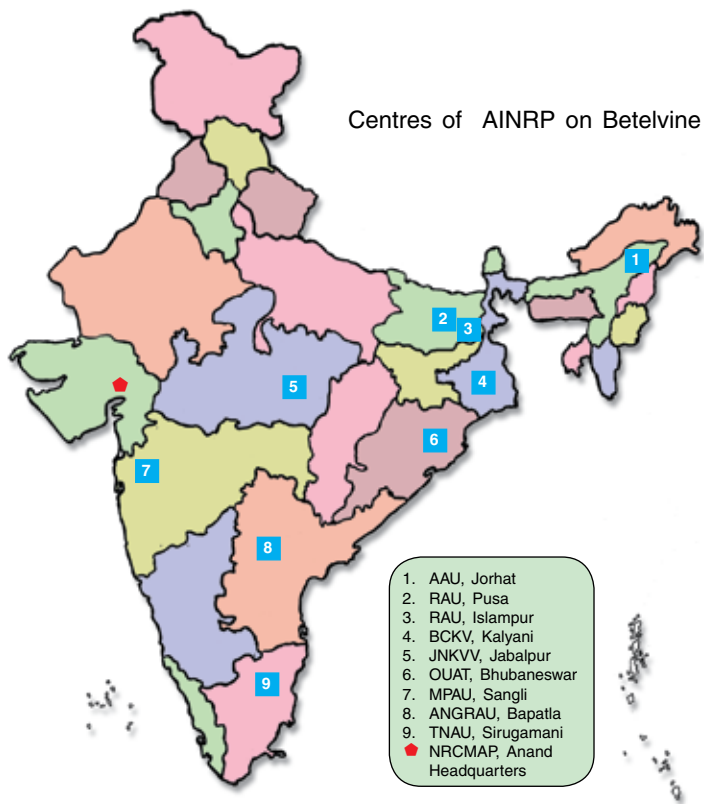 Centres of AINRP on Betelvine
1
2
3
4
5
6
7
8
9
1. AAU, Jorhat
2. RAU, Pusa
3. RAU, Islampur
4. BCKV, Kalyani
5. JNKVV, Jabalpur
6. OUAT, Bhubaneswar
7. MPAU, Sangli
8. ANGRAU, Bapatla
9. TNAU, Sirugamani
NRCMAP, Anand
Headquarters